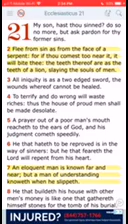 21 My son, hast thou sinned? do so
no more, but ask pardon for thy
former sins.
2 Flee from sin as from the face of a
serpent: for if thou comest too near it, it
will bite thee: the teeth thereof are as the
teeth of a lion, slaying the souls of men.
3 All iniquity is as a two edged sword, the
wounds whereof cannot be healed.
4 To terrify and do wrong will waste
riches: thus the house of proud men shall
be made desolate.
5 A prayer out of a poor man's mouth
reacheth to the ears of God, and his
judgment cometh speedily.
6 He that hateth to be reproved is in the
way of sinners: but he that feareth the
Lord will repent from his heart.
7 An eloquent man is known far and
near; but a man of understanding
knoweth when he slippeth.
8 He that buildeth his house with other
men's money is like one that gathereth
himself stones for the tomb of his burial.
INJURED?